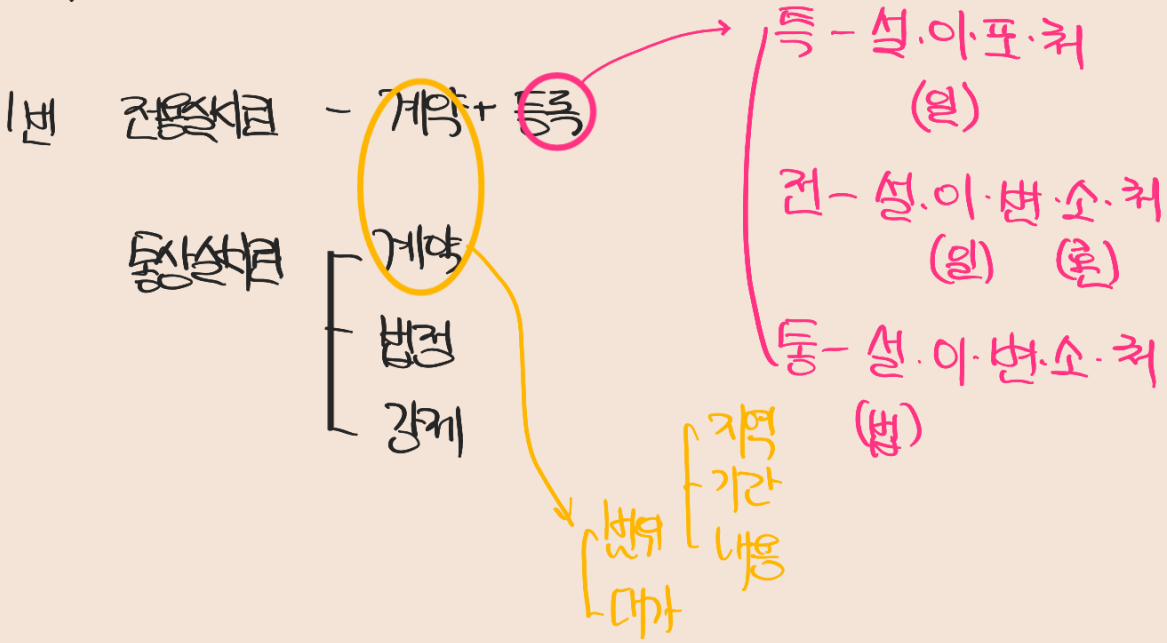 1번 전용실시권 - 계약 + 등록
통상실시권 계약
법정
강제
특 - 설.이.포.처
(일)
전 - 설.이.변.소.처
(일) (혼)
통 - 설.이.변.소.처
(법)
범위
대가
지역
기간
내용